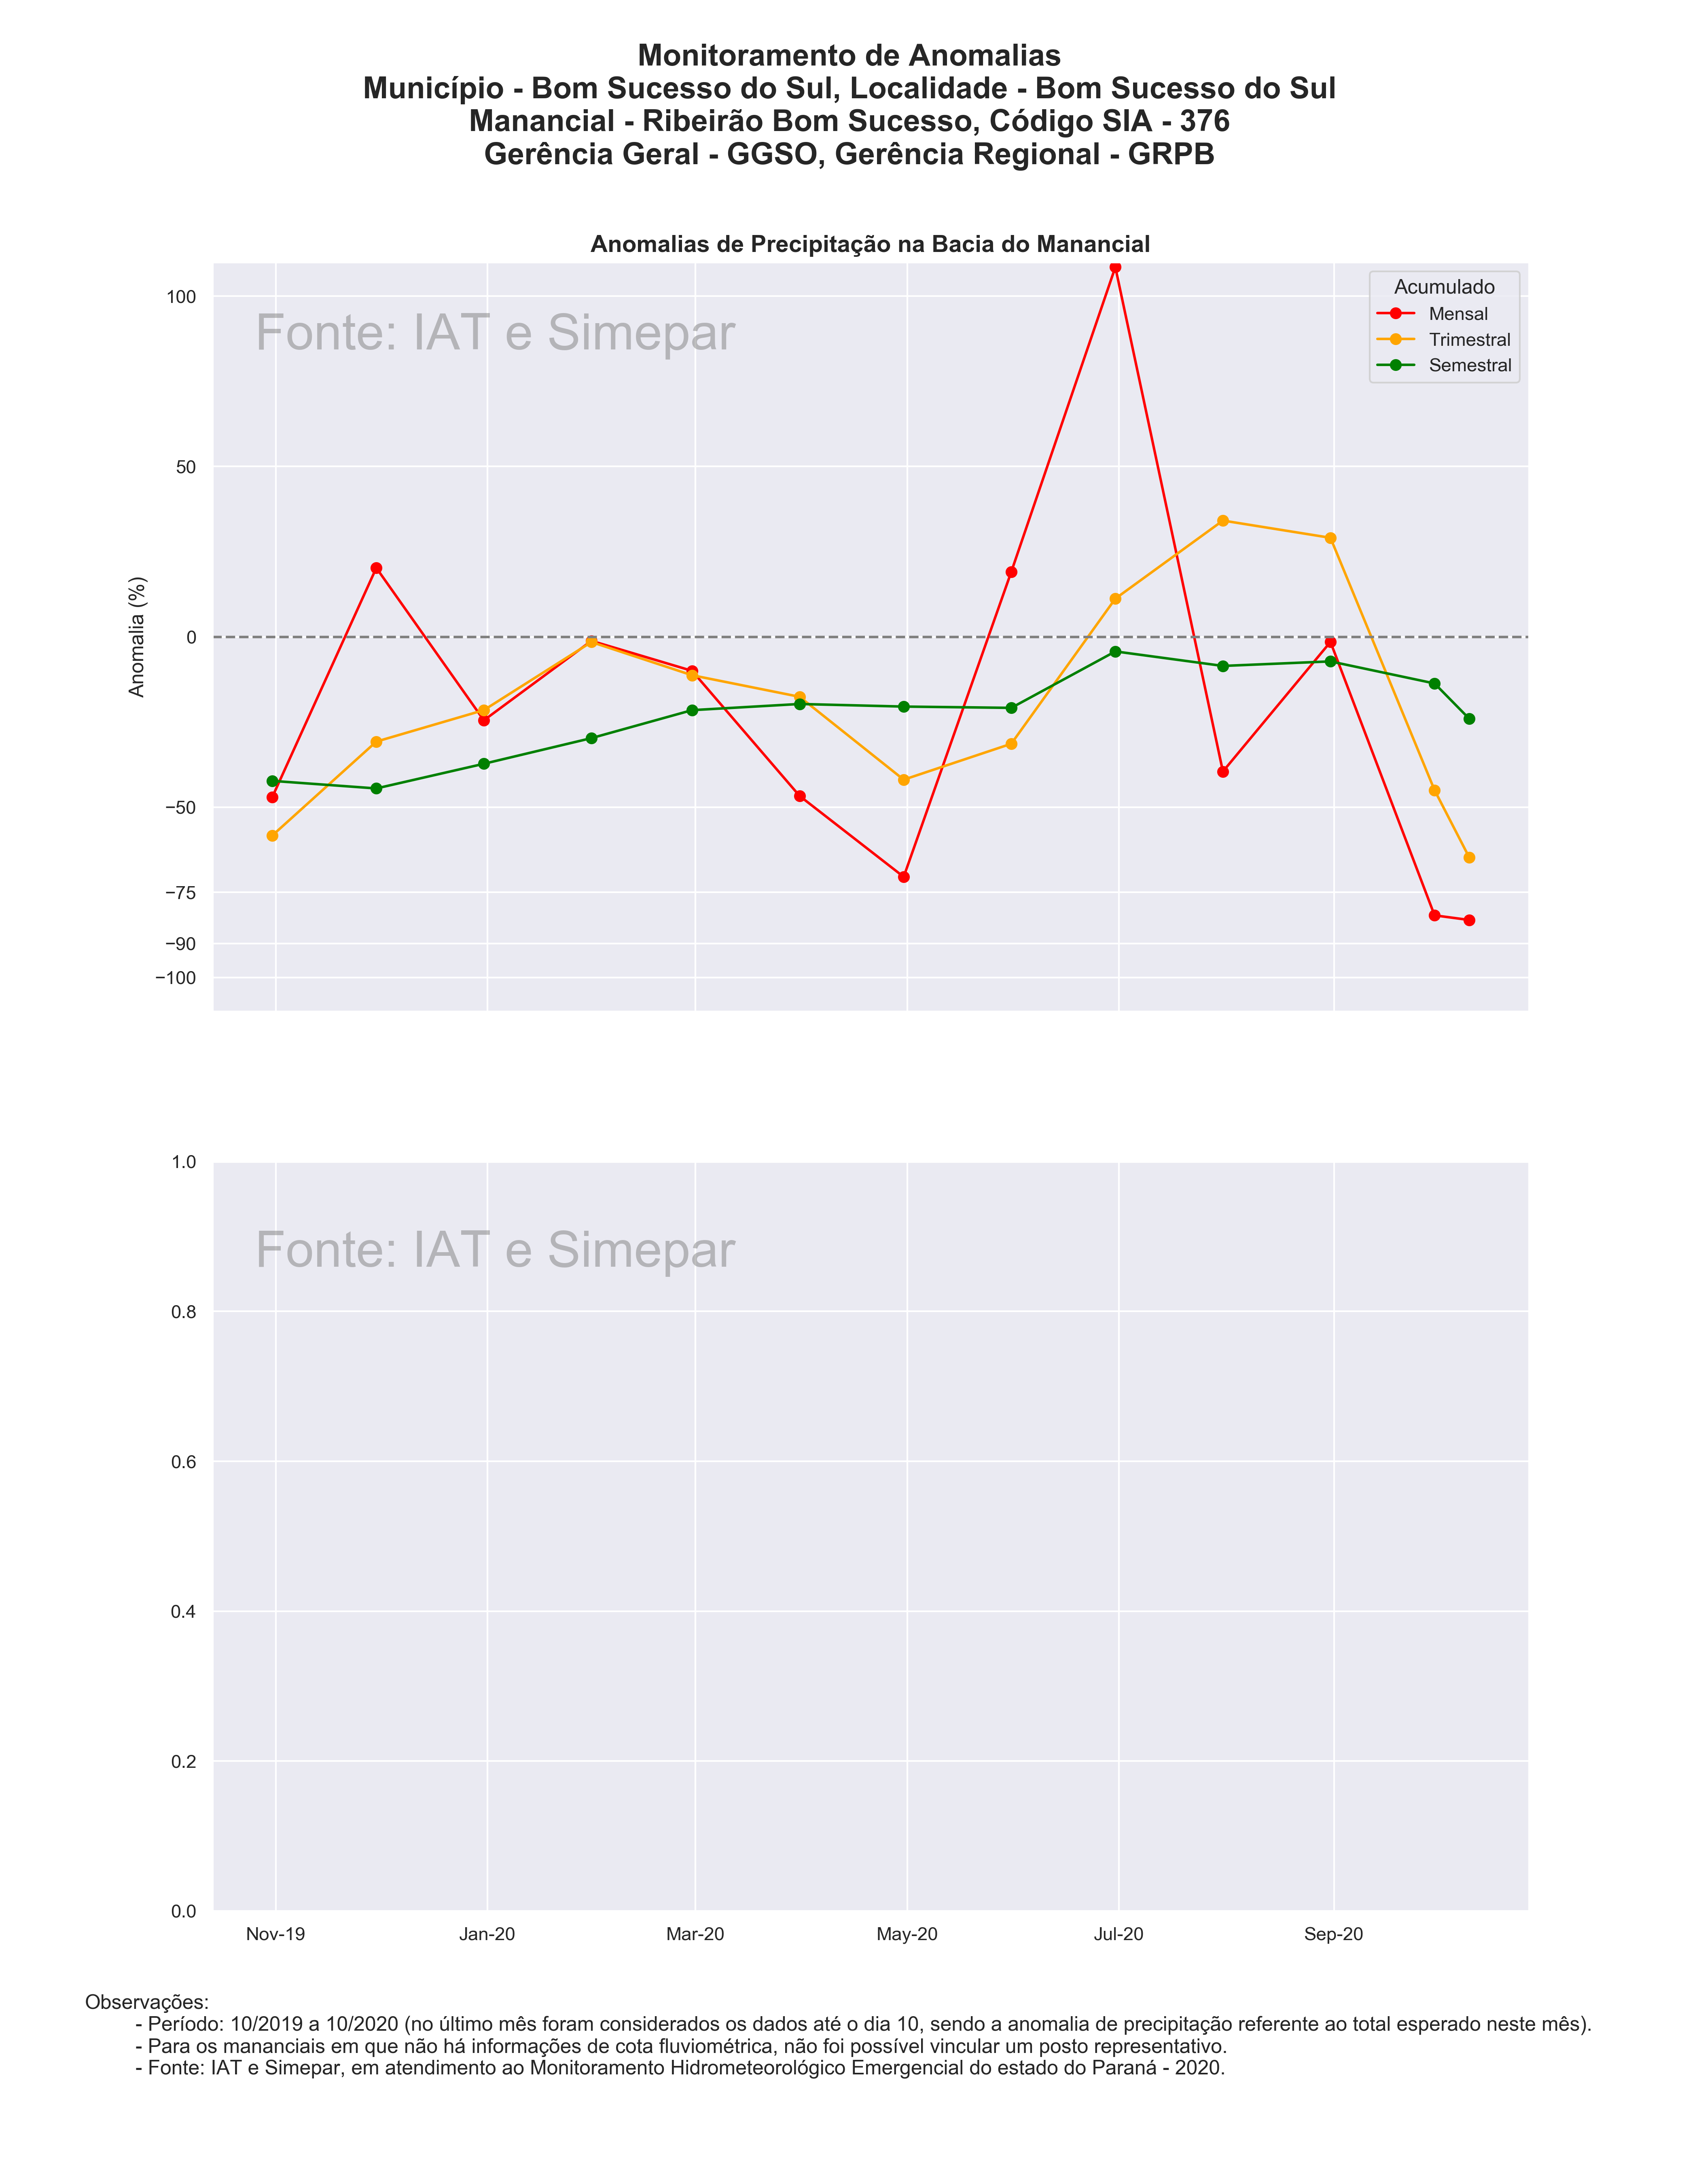 Monitoramento de Anomalias
Município - Bom Sucesso do Sul, Localidade - Bom Sucesso do Sul
Manancial - Ribeirão Bom Sucesso, Código SIA - 376
Gerência Geral - GGSO, Gerência Regional - GRPB
Anomalias de Precipitação na Bacia do Manancial
Fonte: IAT e Simepar
Acumulado
Mensal
Trimestral
Semestral
Anomalia (%)
100
50
0
−50
−75
−90
−100
Fonte: IAT e Simepar
1.0
0.8
0.6
0.4
0.2
0.0
Nov-19 Jan-20 Mar-20 May-20 Jul-20 Sep-20
Observações:
- Período: 10/2019 a 10/2020 (no último mês foram considerados os dados até o dia 10, sendo a anomalia de precipitação referente ao total esperado neste mês).
- Para os mananciais em que não há informações de cota fluviométrica, não foi possível vincular um posto representativo.
- Fonte: IAT e Simepar, em atendimento ao Monitoramento Hidrometeorológico Emergencial do estado do Paraná - 2020.